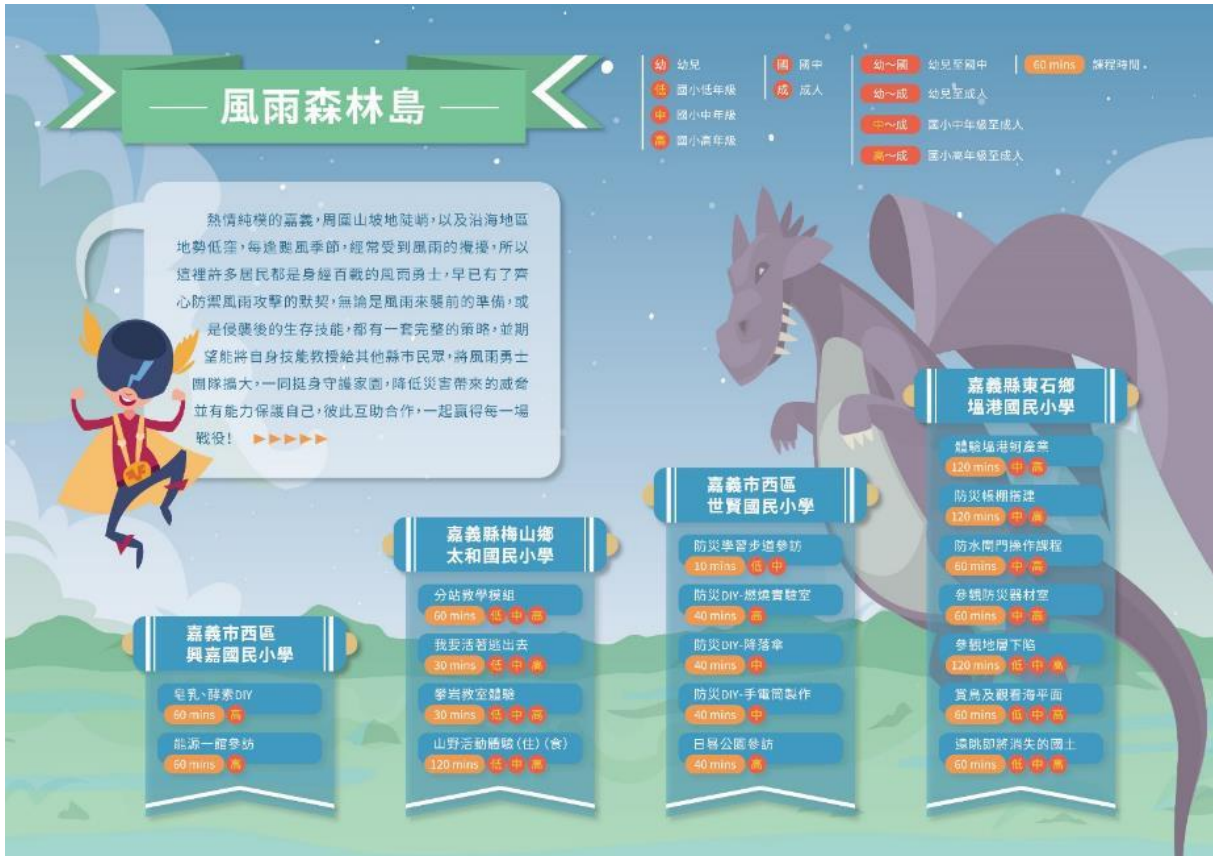 風雨森林島
幼 幼兒
低 國小低年級
中 國小中年級
高 國小高年級
國 國中
成 成人
幼～國 幼兒至國中
幼～成 幼兒至成人
中～成 國小中年級至成人
高～成 國小高年級至成人
60 mins 課程時間。
熱情純樸的嘉義，周圍山坡地陡峭，以及沿海地區
地勢低窪，每逢颱風季節，經常受到風雨的攪擾，所以
這裡許多居民都是身經百戰的風雨勇士，早已有了齊
心防禦風雨攻擊的默契，無論是風雨來襲前的準備，或
是侵襲後的生存技能，都有一套完整的策略，並期
望能將自身技能教授給其他縣市民眾，將風雨勇士
團隊擴大，一同挺身守護家園，降低災害帶來的威脅
並有能力保護自己，彼此互助合作，一起贏得每一場
戰役！
嘉義市西區
興嘉國民小學
皂乳、酵素DIY
60 mins 高
能源一館參訪
60 mins 高
嘉義縣梅山鄉
太和國民小學
分站教學模組
60 mins 低 中 高
我要活著逃出去
30 mins 低 中 高
攀岩教室體驗
30 mins 低 中 高
山野活動體驗（住）（食）
120 mins 低 中 高
嘉義市西區
世賢國民小學
防災學習步道參訪
10 mins 低 中
防災DIY-燃燒實驗室
40 mins 高
防災DIY-降落傘
40 mins 中
防災DIY-手電筒製作
40 mins 中
日易公園參訪
40 mins 高
嘉義縣東石鄉
塭港國民小學
體驗塭港蚵產業
120 mins 中 高
防災帳棚搭建
120 mins 中 高
防水閘門操作課程
60 mins 中 高
參觀防災器材室
60 mins 中 高
參觀地層下陷
120 mins 低 中 高
賞鳥及觀看海平面
60 mins 低 中 高
遠眺即將消失的國土
60 mins 低 中 高